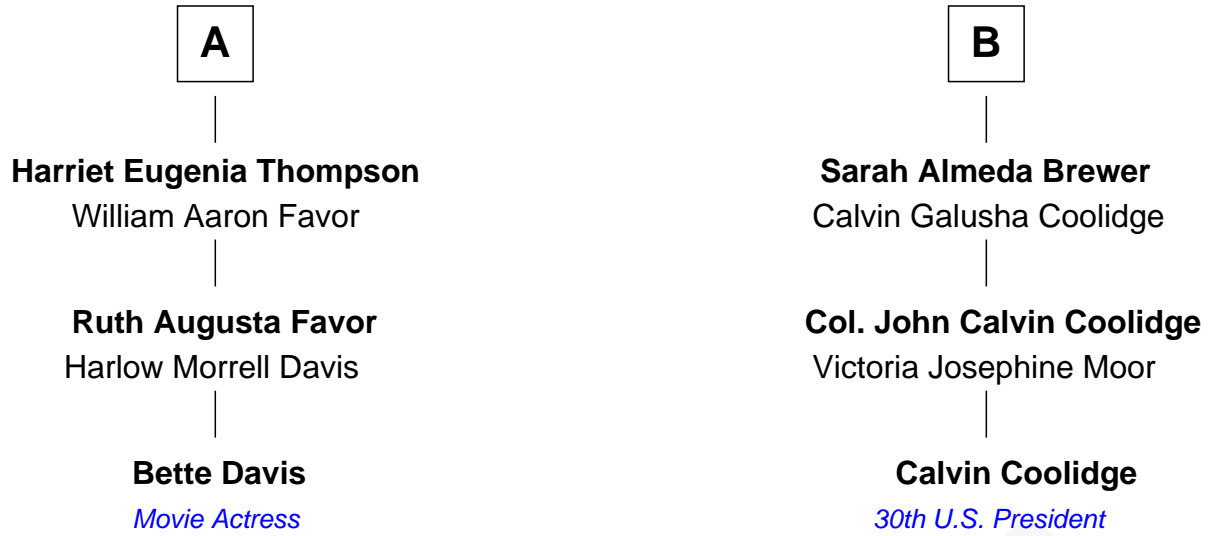 A
Harriet Eugenia Thompson
William Aaron Favor
Ruth Augusta Favor
Harlow Morrell Davis
Bette Davis
Movie Actress
B
Sarah Almeda Brewer
Calvin Galusha Coolidge
Col. John Calvin Coolidge
Victoria Josephine Moor
Calvin Coolidge
30th U.S. President